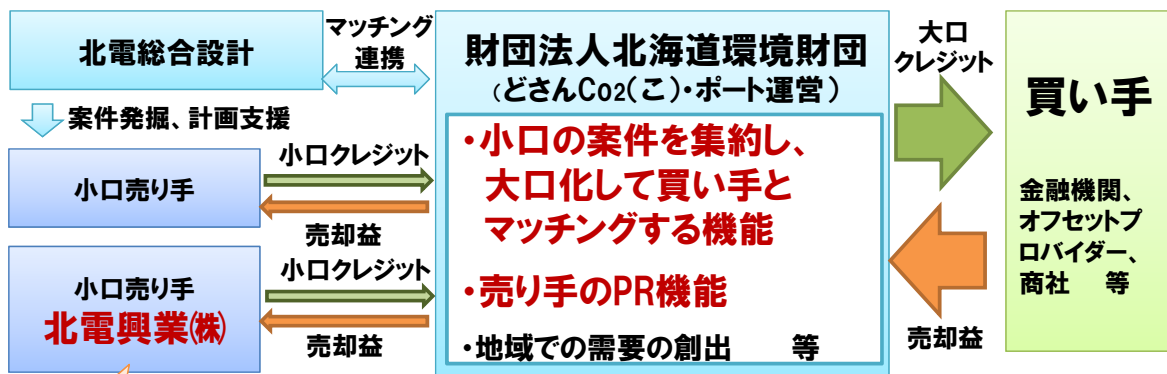 北電総合設計
マッチング
連携
案件発掘、計画支援
小口売り手
小口クレジット
売却益
小口売り手
北電興業㈱
小口クレジット
売却益
財団法人北海道環境財団
(どさんCo2(こ)・ポート運営)
・小口の案件を集約し、
大口化して買い手と
マッチングする機能
・売り手のPR機能
・地域での需要の創出　等
大口
クレジット
売却益
買い手
金融機関、
オフセットプ
ロバイダー、
商社　等